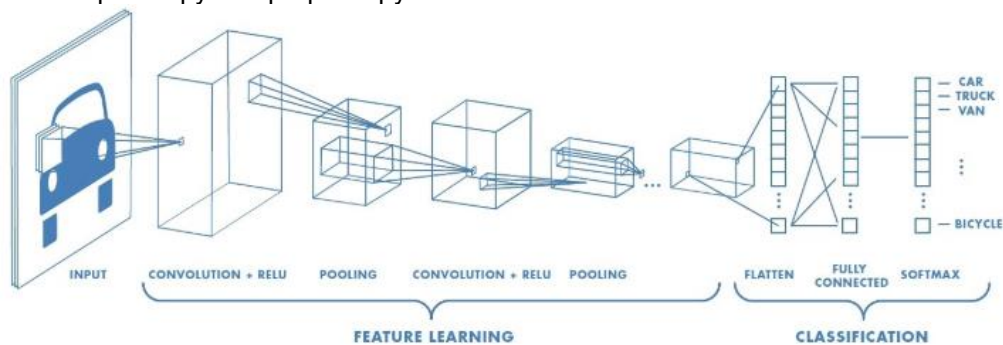 CAR
TRUCK
VAN
BICYCLE
INPUT
CONVOLUTION + RELU
POOLING
CONVOLUTION + RELU
POOLING
FLATTEN
FULLY
CONNECTED
SOFTMAX
FEATURE LEARNING
CLASSIFICATION